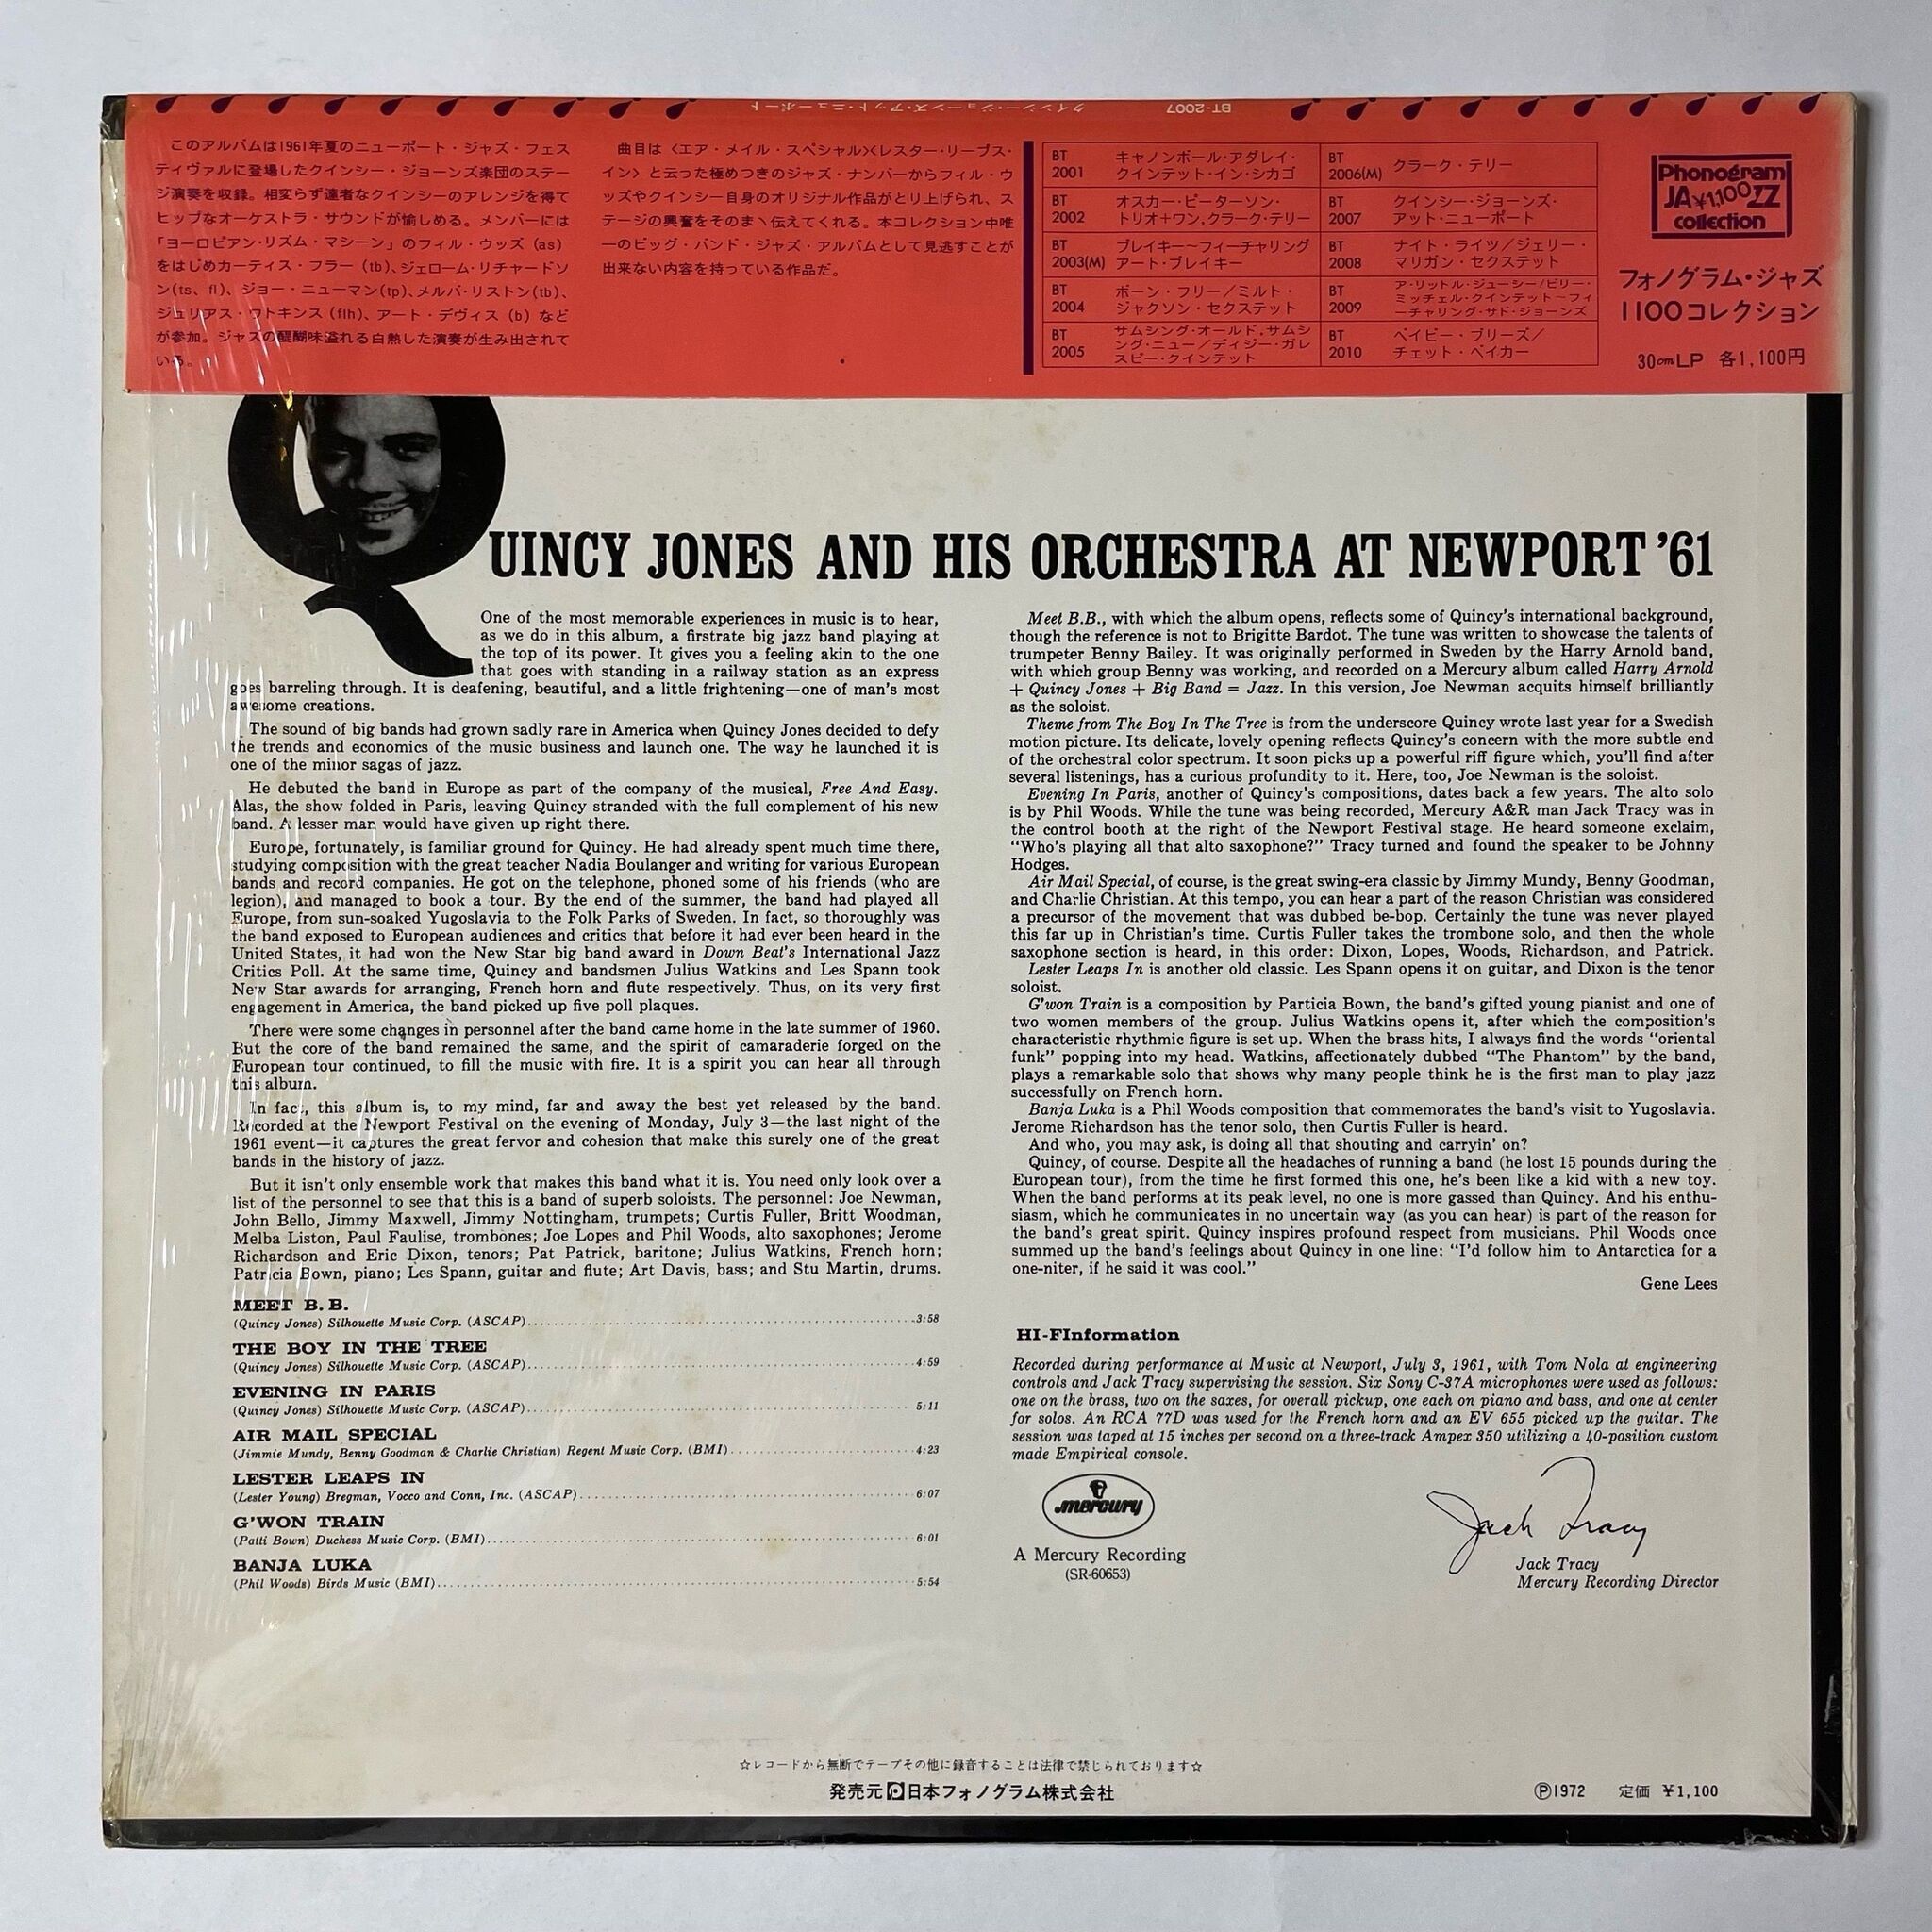 クインシー・ジョーンズ・アット・ニューポート
BT-2007
このアルバムは1961年夏のニューポート・ジャズ・フェス
ティヴァルに登場したクインシー・ジョーンズ楽団のステー
ジ演奏を収録。相変らず達者なクインシーのアレンジを得て
ヒップなオーケストラ・サウンドが愉しめる。メンバーには
「ヨーロピアン・リズム・マシーン」のフィル・ウッズ(as)
をはじめカーティス・フラー(tb)、ジェローム・リチャードソ
ン(ts、fl)、ジョー・ニューマン(tp)、メルバ・リストン(tb)、
ジュリアス・ワトキンス(flh)、アート・デヴィス(b)など
が参加。ジャズの醍醐味溢れる白熱した演奏が生み出されて
いる。
曲目は〈エア・メイル・スペシャル〉〈レスター・リープス・
イン〉と云った極めつきのジャズ・ナンバーからフィル・ウ
ッズやクインシー自身のオリジナル作品がとり上げられ、ス
テージの興奮をそのまヽ伝えてくれる。本コレクション中唯
一のビッグ・バンド・ジャズ・アルバムとして見逃すことが
出来ない内容を持っている作品だ。
BT 2001 キャノンボール・アダレイ・
クインテット・イン・シカゴ
BT 2002 オスカー・ピーターソン・
トリオ+ワン,クラーク・テリー
BT 2003(M) ブレイキー〜フィーチャリング
アート・ブレイキー
BT 2004 ボーン・フリー/ミルト・
ジャクソン・セクステット
BT 2005 サムシング・オールド,サムシ
ング・ニュー/ディジー・ガレ
スピー・クインテット
BT 2006(M) クラーク・テリー
BT 2007 クインシー・ジョーンズ・
アット・ニューポート
BT 2008 ナイト・ライツ/ジェリー・
マリガン・セクステット
BT 2009 ア・リットル・ジューシー/ビリー・
ミッチェル・クインテット〜フィ
ーチャリング・サド・ジョーンズ
BT 2010 ベイビー・ブリーズ/
チェット・ベイカー
Phonogram
JA¥1,100ZZ
collection
フォノグラム・ジャズ
1100コレクション
30cmLP 各1,100円
QUINCY JONES AND HIS ORCHESTRA AT NEWPORT '61
One of the most memorable experiences in music is to hear,
as we do in this album, a firstrate big jazz band playing at
the top of its power. It gives you a feeling akin to the one
that goes with standing in a railway station as an express
goes barreling through. It is deafening, beautiful, and a little frightening—one of man's most
awesome creations.
The sound of big bands had grown sadly rare in America when Quincy Jones decided to defy
the trends and economics of the music business and launch one. The way he launched it is
one of the minor sagas of jazz.
He debuted the band in Europe as part of the company of the musical, Free And Easy.
Alas, the show folded in Paris, leaving Quincy stranded with the full complement of his new
band. A lesser man would have given up right there.
Europe, fortunately, is familiar ground for Quincy. He had already spent much time there,
studying composition with the great teacher Nadia Boulanger and writing for various European
bands and record companies. He got on the telephone, phoned some of his friends (who are
legion), and managed to book a tour. By the end of the summer, the band had played all
Europe, from sun-soaked Yugoslavia to the Folk Parks of Sweden. In fact, so thoroughly was
the band exposed to European audiences and critics that before it had ever been heard in the
United States, it had won the New Star big band award in Down Beat's International Jazz
Critics Poll. At the same time, Quincy and bandsmen Julius Watkins and Les Spann took
New Star awards for arranging, French horn and flute respectively. Thus, on its very first
engagement in America, the band picked up five poll plaques.
There were some changes in personnel after the band came home in the late summer of 1960.
But the core of the band remained the same, and the spirit of camaraderie forged on the
European tour continued, to fill the music with fire. It is a spirit you can hear all through
this album.
In fact, this album is, to my mind, far and away the best yet released by the band.
Recorded at the Newport Festival on the evening of Monday, July 3—the last night of the
1961 event—it captures the great fervor and cohesion that make this surely one of the great
bands in the history of jazz.
But it isn't only ensemble work that makes this band what it is. You need only look over a
list of the personnel to see that this is a band of superb soloists. The personnel: Joe Newman,
John Bello, Jimmy Maxwell, Jimmy Nottingham, trumpets; Curtis Fuller, Britt Woodman,
Melba Liston, Paul Faulise, trombones; Joe Lopes and Phil Woods, alto saxophones; Jerome
Richardson and Eric Dixon, tenors; Pat Patrick, baritone; Julius Watkins, French horn;
Patricia Bown, piano; Les Spann, guitar and flute; Art Davis, bass; and Stu Martin, drums.
MEET B.B.
(Quincy Jones) Silhouette Music Corp. (ASCAP) 3:58
THE BOY IN THE TREE
(Quincy Jones) Silhouette Music Corp. (ASCAP) 4:59
EVENING IN PARIS
(Quincy Jones) Silhouette Music Corp. (ASCAP) 5:11
AIR MAIL SPECIAL
(Jimmie Mundy, Benny Goodman & Charlie Christian) Regent Music Corp. (BMI) 4:23
LESTER LEAPS IN
(Lester Young) Bregman, Vocco and Conn, Inc. (ASCAP) 6:07
G'WON TRAIN
(Patti Bown) Duchess Music Corp. (BMI) 6:01
BANJA LUKA
(Phil Woods) Birds Music (BMI) 5:54
Meet B.B., with which the album opens, reflects some of Quincy's international background,
though the reference is not to Brigitte Bardot. The tune was written to showcase the talents of
trumpeter Benny Bailey. It was originally performed in Sweden by the Harry Arnold band,
with which group Benny was working, and recorded on a Mercury album called Harry Arnold
+ Quincy Jones + Big Band = Jazz. In this version, Joe Newman acquits himself brilliantly
as the soloist.
Theme from The Boy In The Tree is from the underscore Quincy wrote last year for a Swedish
motion picture. Its delicate, lovely opening reflects Quincy's concern with the more subtle end
of the orchestral color spectrum. It soon picks up a powerful riff figure which, you'll find after
several listenings, has a curious profundity to it. Here, too, Joe Newman is the soloist.
Evening In Paris, another of Quincy's compositions, dates back a few years. The alto solo
is by Phil Woods. While the tune was being recorded, Mercury A&R man Jack Tracy was in
the control booth at the right of the Newport Festival stage. He heard someone exclaim,
"Who's playing all that alto saxophone?" Tracy turned and found the speaker to be Johnny
Hodges.
Air Mail Special, of course, is the great swing-era classic by Jimmy Mundy, Benny Goodman,
and Charlie Christian. At this tempo, you can hear a part of the reason Christian was considered
a precursor of the movement that was dubbed be-bop. Certainly the tune was never played
this far up in Christian's time. Curtis Fuller takes the trombone solo, and then the whole
saxophone section is heard, in this order: Dixon, Lopes, Woods, Richardson, and Patrick.
Lester Leaps In is another old classic. Les Spann opens it on guitar, and Dixon is the tenor
soloist.
G'won Train is a composition by Particia Bown, the band's gifted young pianist and one of
two women members of the group. Julius Watkins opens it, after which the composition's
characteristic rhythmic figure is set up. When the brass hits, I always find the words "oriental
funk" popping into my head. Watkins, affectionately dubbed "The Phantom" by the band,
plays a remarkable solo that shows why many people think he is the first man to play jazz
successfully on French horn.
Banja Luka is a Phil Woods composition that commemorates the band's visit to Yugoslavia.
Jerome Richardson has the tenor solo, then Curtis Fuller is heard.
And who, you may ask, is doing all that shouting and carryin' on?
Quincy, of course. Despite all the headaches of running a band (he lost 15 pounds during the
European tour), from the time he first formed this one, he's been like a kid with a new toy.
When the band performs at its peak level, no one is more gassed than Quincy. And his enthu-
siasm, which he communicates in no uncertain way (as you can hear) is part of the reason for
the band's great spirit. Quincy inspires profound respect from musicians. Phil Woods once
summed up the band's feelings about Quincy in one line: "I'd follow him to Antarctica for a
one-niter, if he said it was cool."
Gene Lees
HI-FInformation
Recorded during performance at Music at Newport, July 3, 1961, with Tom Nola at engineering
controls and Jack Tracy supervising the session. Six Sony C-37A microphones were used as follows:
one on the brass, two on the saxes, for overall pickup, one each on piano and bass, and one at center
for solos. An RCA 77D was used for the French horn and an EV 655 picked up the guitar. The
session was taped at 15 inches per second on a three-track Ampex 350 utilizing a 40-position custom
made Empirical console.
mercury
A Mercury Recording
(SR-60653)
Jack Tracy
Jack Tracy
Mercury Recording Director
☆レコードから無断でテープその他に録音することは法律で禁じられております☆
発売元 日本フォノグラム株式会社
Ⓟ1972 定価 ¥1,100